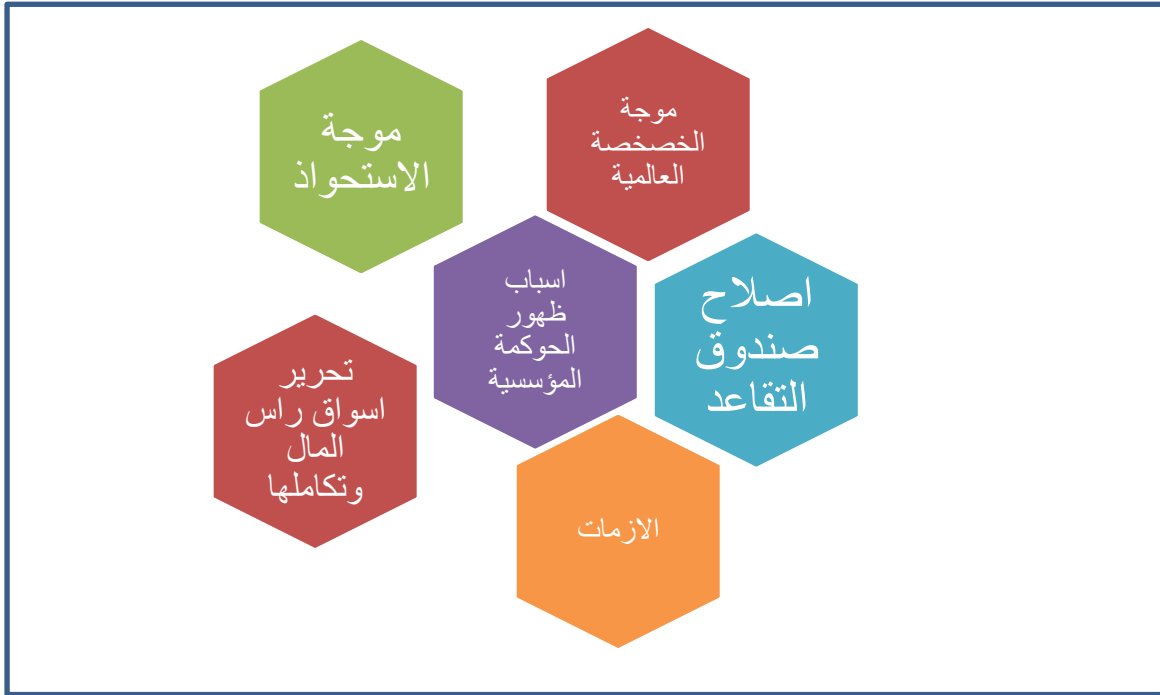 موجة
الخصخصة
العالمية
موجة
الاستحواذ
اسباب
ظهور
الحوكمة
المؤسسية
اصلاح
صندوق
التقاعد
تحرير
اسواق راس
المال
وتكاملها
الازمات